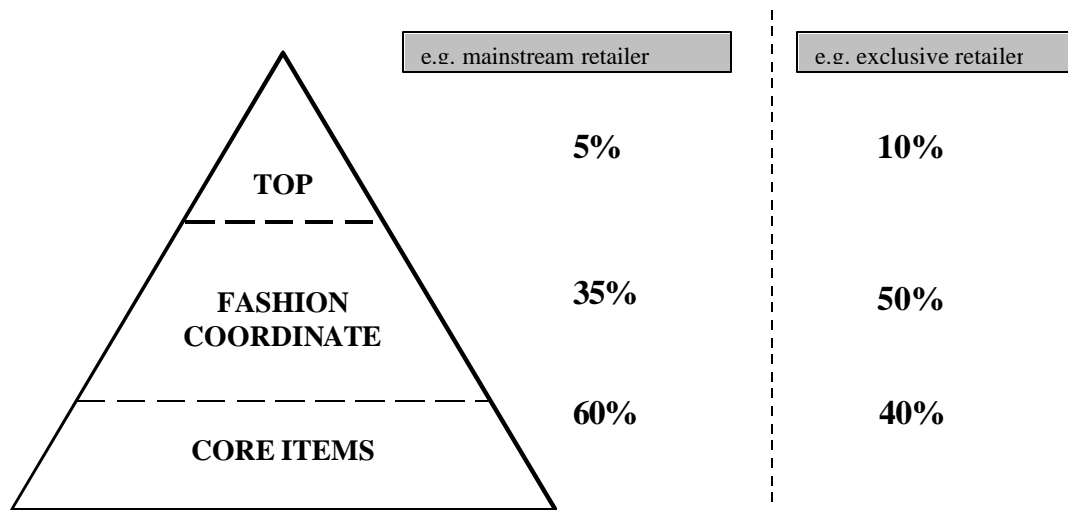 e.g. mainstream retailer
e.g. exclusive retailer
5%
10%
TOP
FASHION
COORDINATE
35%
50%
60%
40%
CORE ITEMS